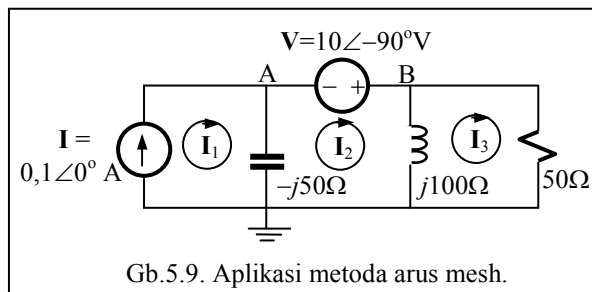 V=10∠−90°V
A
− +
B
I =
0,1∠0° A
I₁
I₂
I₃
−j50Ω
j100Ω
50Ω
Gb.5.9. Aplikasi metoda arus mesh.